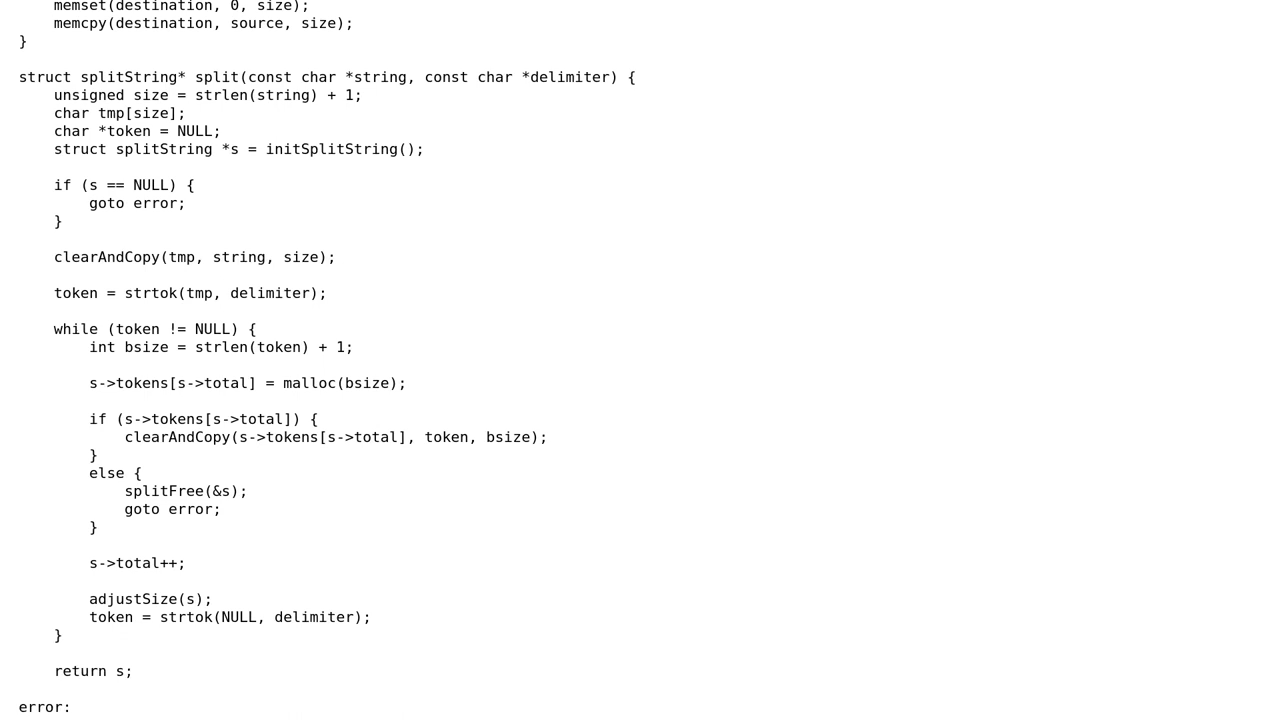 memset(destination, 0, size);
    memcpy(destination, source, size);
}

struct splitString* split(const char *string, const char *delimiter) {
    unsigned size = strlen(string) + 1;
    char tmp[size];
    char *token = NULL;
    struct splitString *s = initSplitString();

    if (s == NULL) {
        goto error;
    }

    clearAndCopy(tmp, string, size);

    token = strtok(tmp, delimiter);

    while (token != NULL) {
        int bsize = strlen(token) + 1;

        s->tokens[s->total] = malloc(bsize);

        if (s->tokens[s->total]) {
            clearAndCopy(s->tokens[s->total], token, bsize);
        }
        else {
            splitFree(&s);
            goto error;
        }

        s->total++;

        adjustSize(s);
        token = strtok(NULL, delimiter);
    }

    return s;

error: